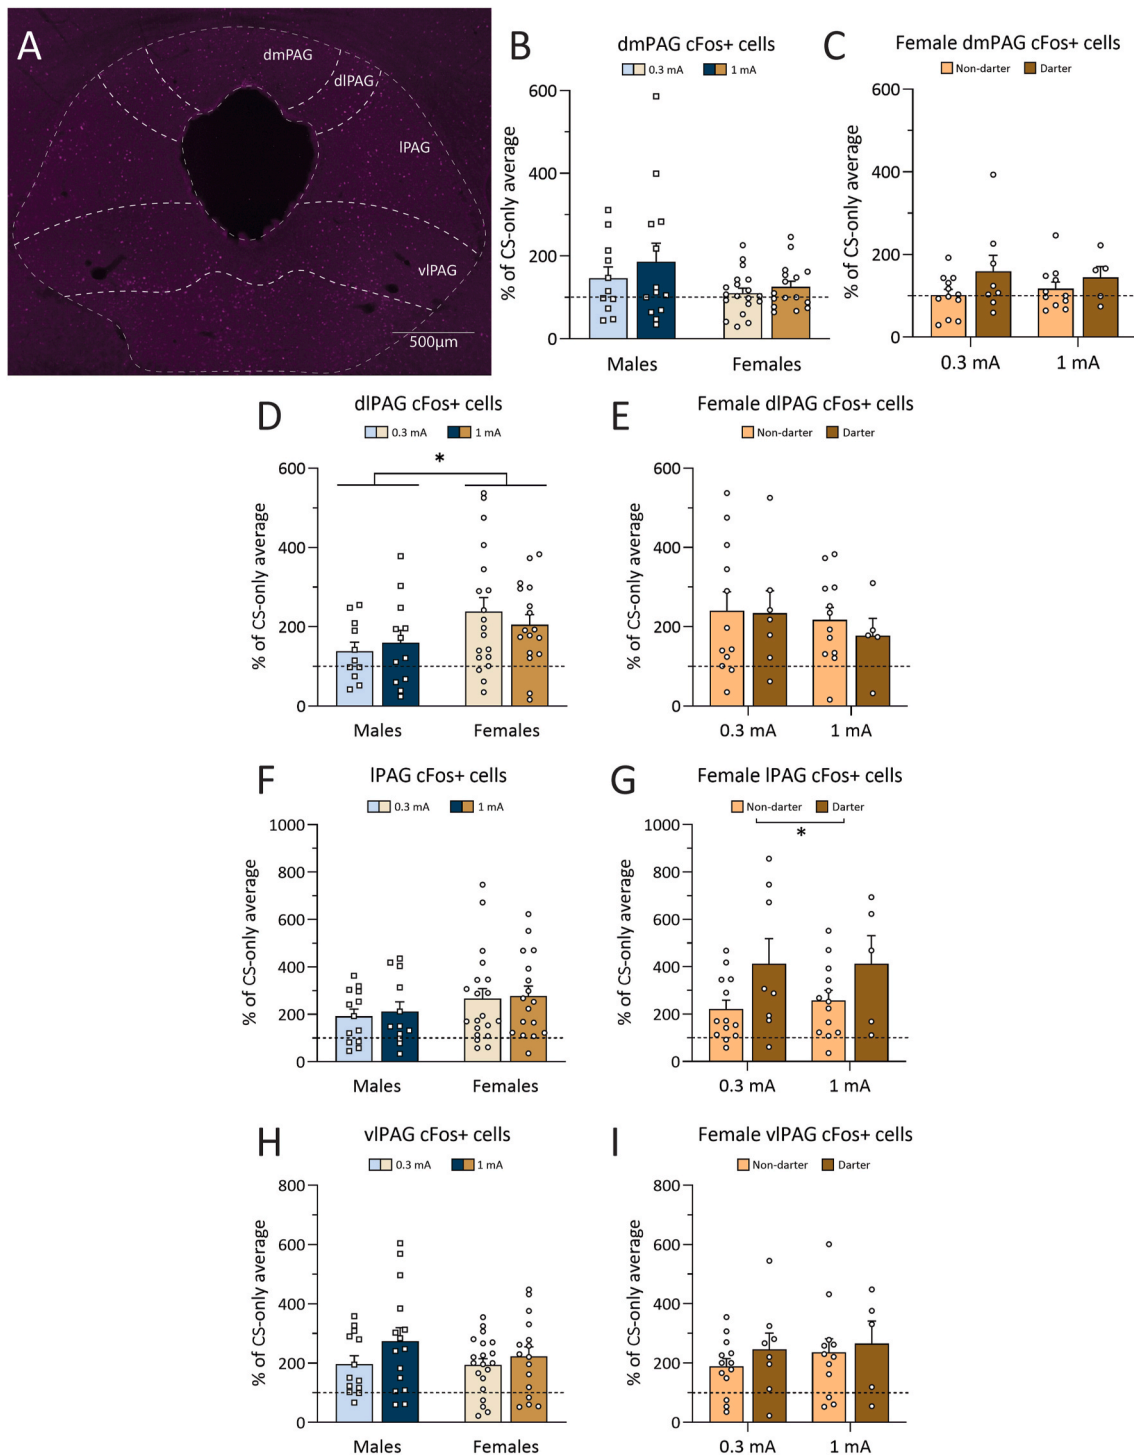 A
dmPAG
dlPAG
lPAG
vlPAG
500µm
B
dmPAG cFos+ cells
0.3 mA 1 mA
% of CS-only average
600
400
200
0
Males Females
C
Female dmPAG cFos+ cells
Non-darter Darter
% of CS-only average
600
400
200
0
0.3 mA 1 mA
D
dlPAG cFos+ cells
0.3 mA 1 mA
*
% of CS-only average
600
400
200
0
Males Females
E
Female dlPAG cFos+ cells
Non-darter Darter
% of CS-only average
600
400
200
0
0.3 mA 1 mA
F
lPAG cFos+ cells
0.3 mA 1 mA
% of CS-only average
1000
800
600
400
200
0
Males Females
G
Female lPAG cFos+ cells
Non-darter Darter
*
% of CS-only average
1000
800
600
400
200
0
0.3 mA 1 mA
H
vlPAG cFos+ cells
0.3 mA 1 mA
% of CS-only average
800
600
400
200
0
Males Females
I
Female vlPAG cFos+ cells
Non-darter Darter
% of CS-only average
800
600
400
200
0
0.3 mA 1 mA